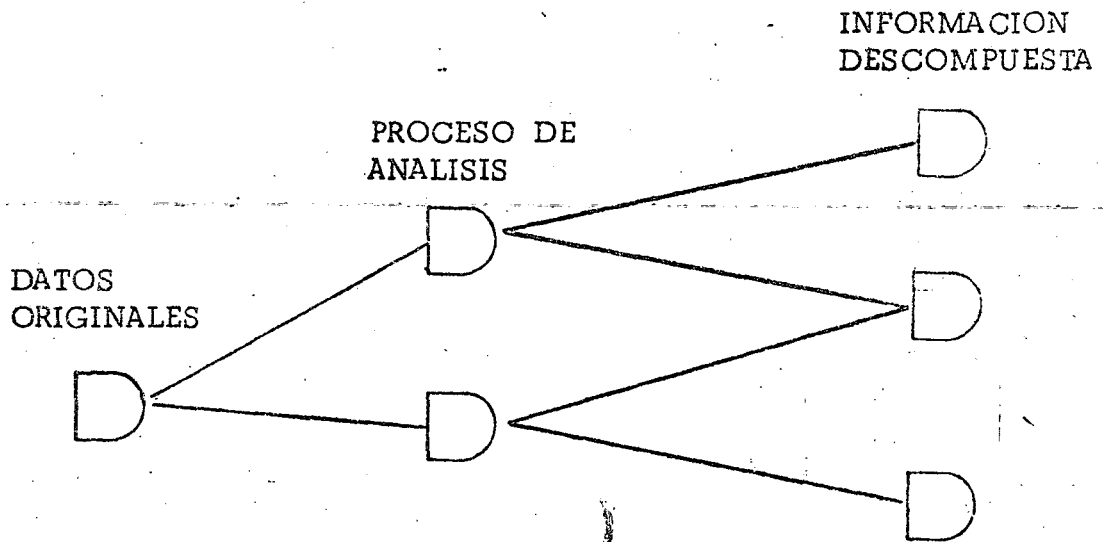 INFORMACION
DESCOMPUESTA
PROCESO DE
ANALISIS
DATOS
ORIGINALES